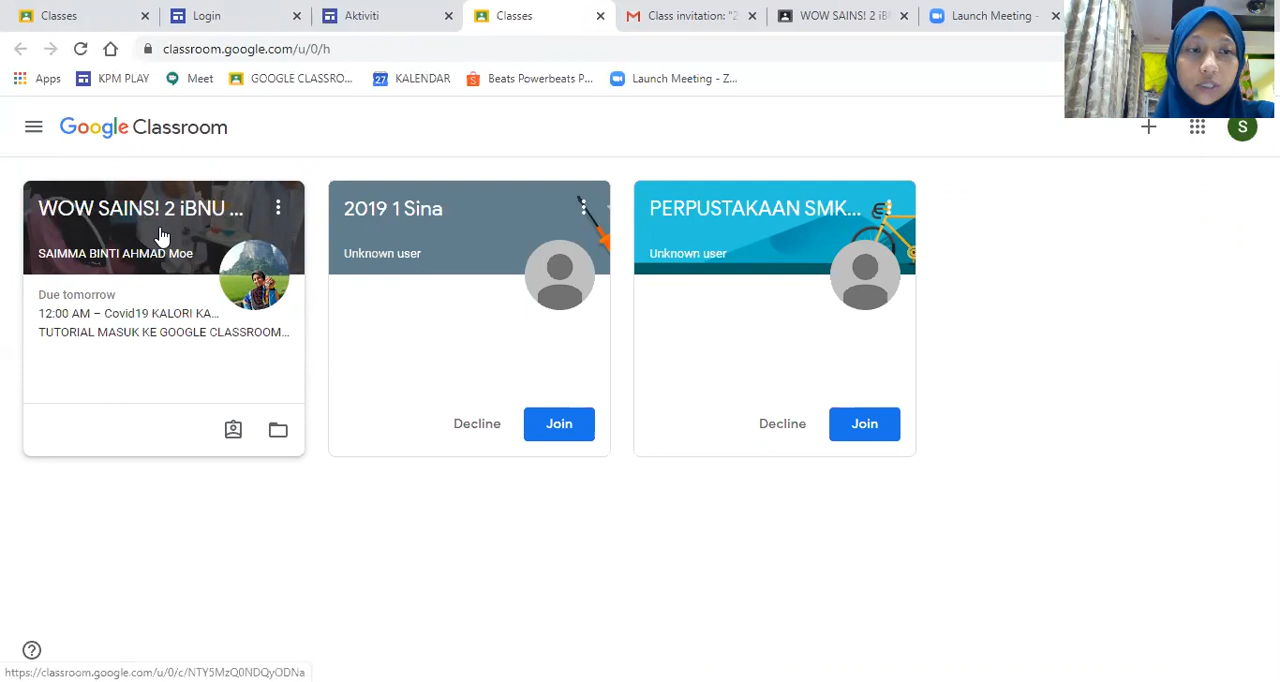 Classes
Login
Aktiviti
Classes
Class invitation: "2
WOW SAINS! 2 iBN
Launch Meeting -
classroom.google.com/u/0/h
Apps
KPM PLAY
Meet
GOOGLE CLASSRO...
27
KALENDAR
Beats Powerbeats P...
Launch Meeting - Z...
Google Classroom
S
WOW SAINS! 2 iBNU ...
SAIMMA BINTI AHMAD Moe
Due tomorrow
12:00 AM – Covid19 KALORI KA...
TUTORIAL MASUK KE GOOGLE CLASSROOM...
2019 1 Sina
Unknown user
Decline
Join
PERPUSTAKAAN SMK...
Unknown user
Decline
Join
https://classroom.google.com/u/0/c/NTY5MzQ0NDQyODNa